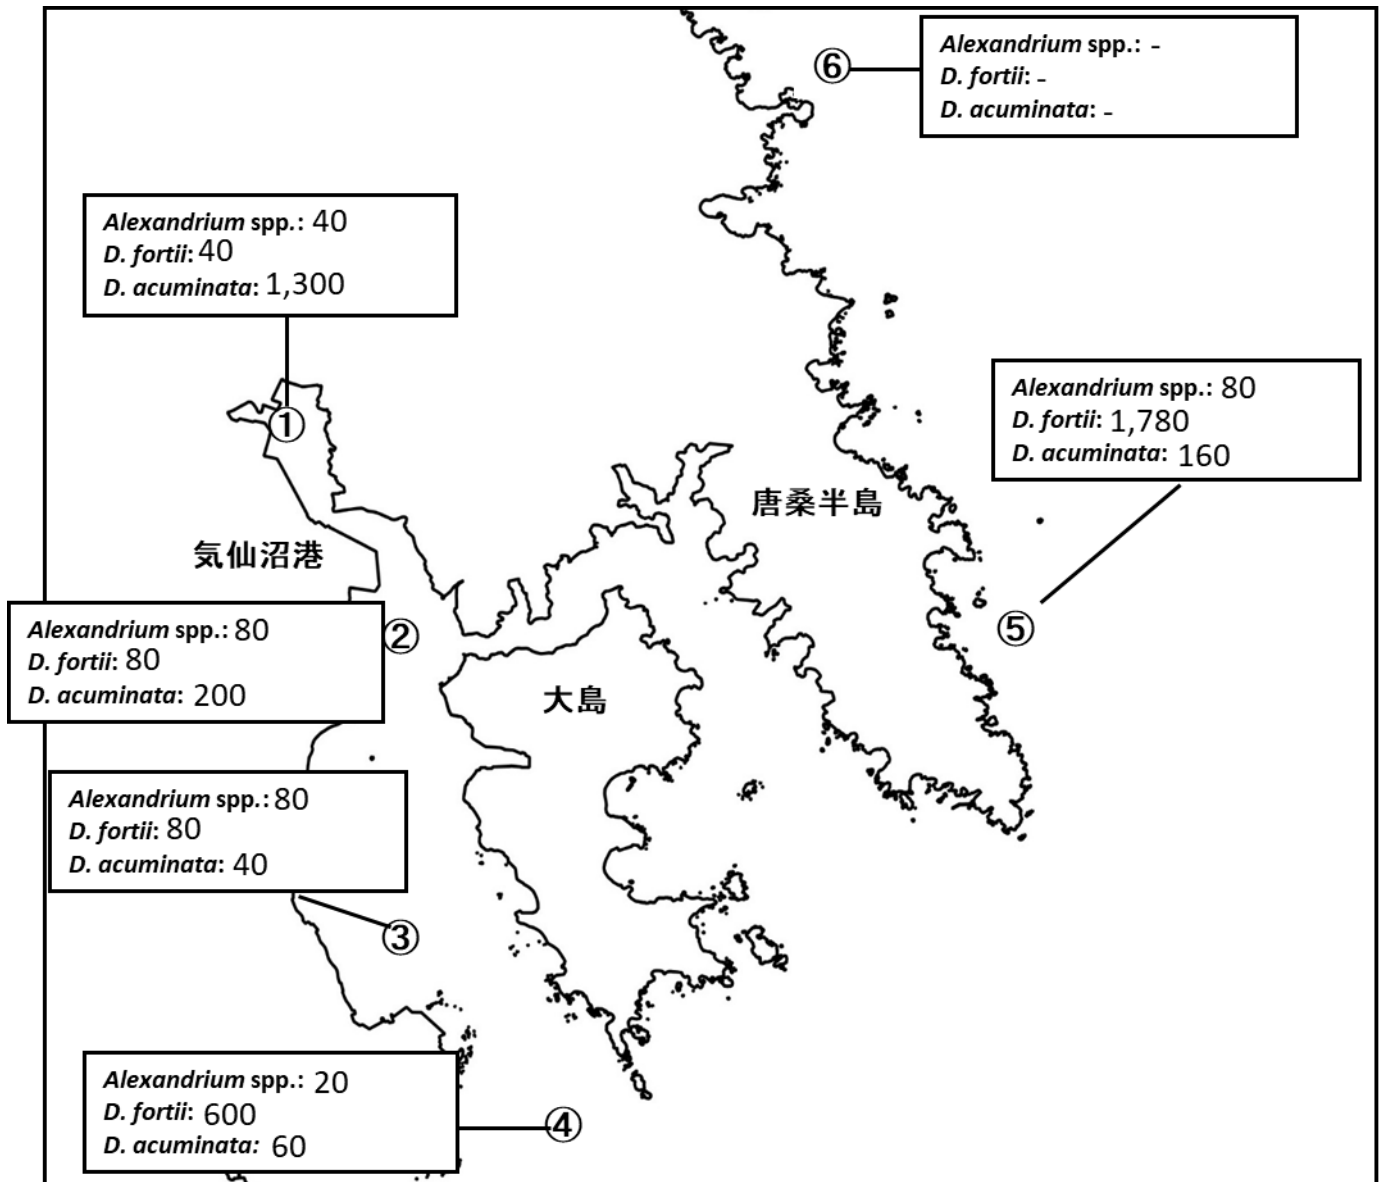 ⑥
Alexandrium spp.: -
D. fortii: -
D. acuminata: -
Alexandrium spp.: 40
D. fortii: 40
D. acuminata: 1,300
①
Alexandrium spp.: 80
D. fortii: 1,780
D. acuminata: 160
唐桑半島
気仙沼港
Alexandrium spp.: 80
D. fortii: 80
D. acuminata: 200
②
⑤
大島
Alexandrium spp.: 80
D. fortii: 80
D. acuminata: 40
③
Alexandrium spp.: 20
D. fortii: 600
D. acuminata: 60
④